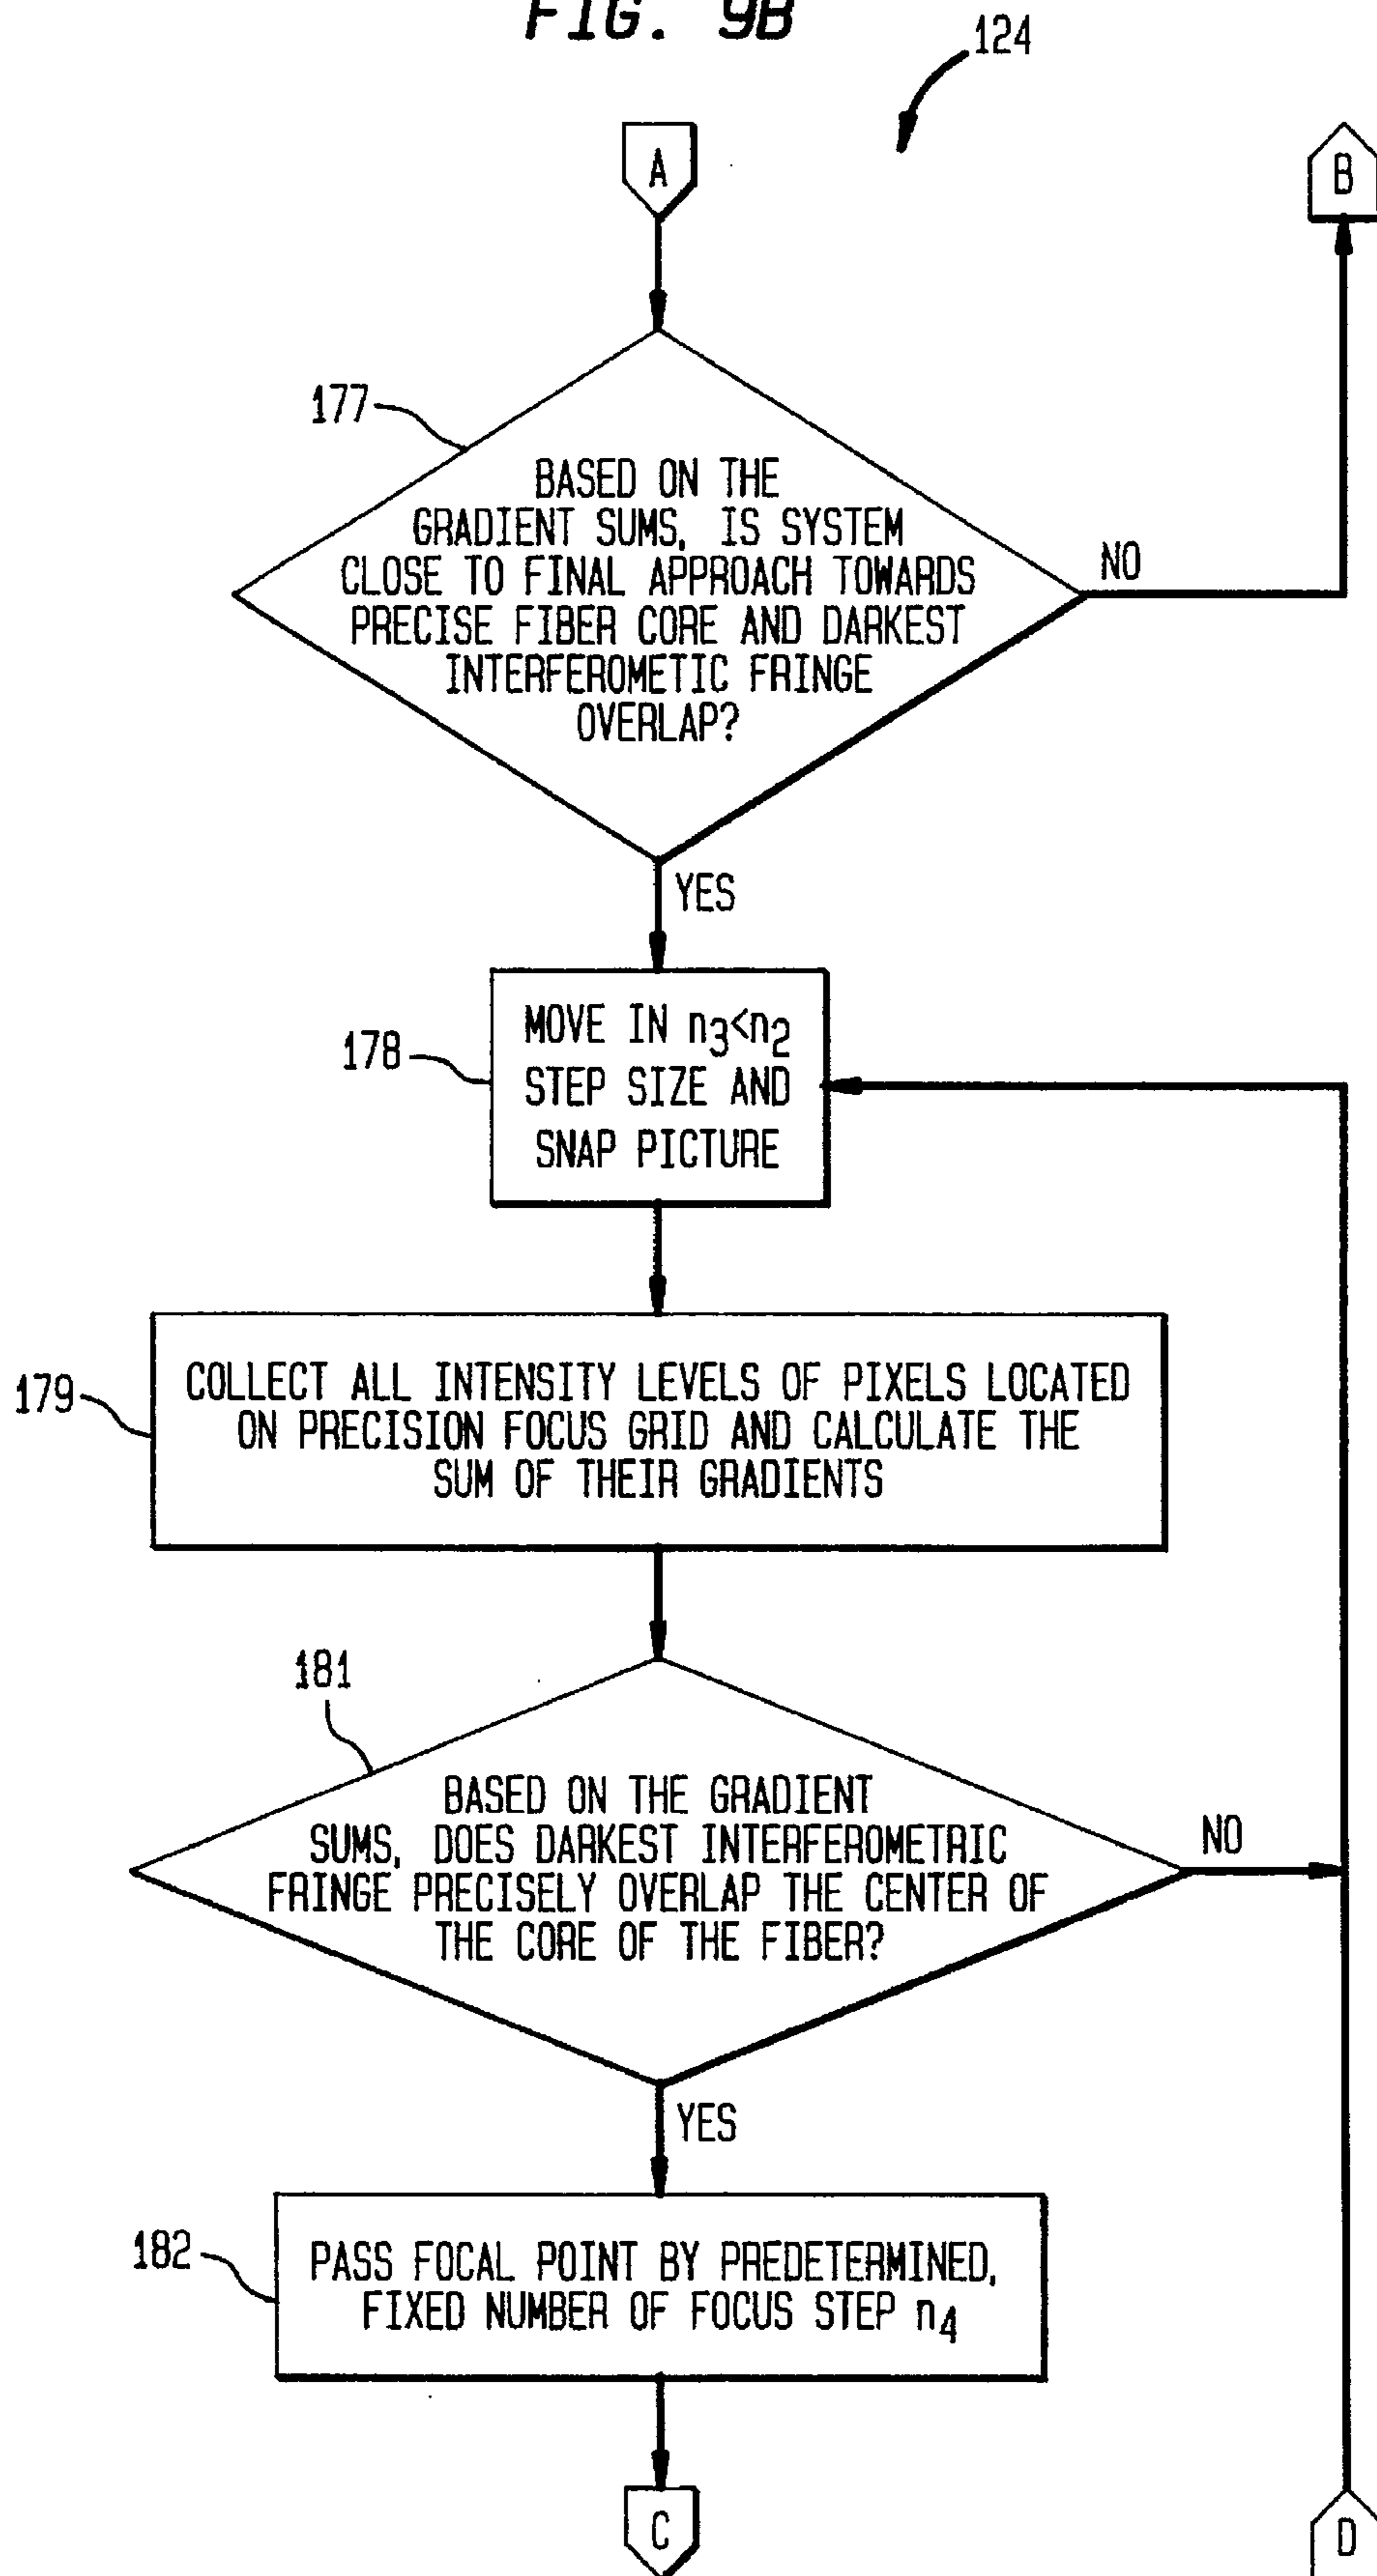 FIG. 9B
124
A
B
177
BASED ON THE
GRADIENT SUMS, IS SYSTEM
CLOSE TO FINAL APPROACH TOWARDS
PRECISE FIBER CORE AND DARKEST
INTERFEROMETIC FRINGE
OVERLAP?
NO
YES
178
MOVE IN n3<n2
STEP SIZE AND
SNAP PICTURE
179
COLLECT ALL INTENSITY LEVELS OF PIXELS LOCATED
ON PRECISION FOCUS GRID AND CALCULATE THE
SUM OF THEIR GRADIENTS
181
BASED ON THE GRADIENT
SUMS, DOES DARKEST INTERFEROMETRIC
FRINGE PRECISELY OVERLAP THE CENTER OF
THE CORE OF THE FIBER?
NO
YES
182
PASS FOCAL POINT BY PREDETERMINED,
FIXED NUMBER OF FOCUS STEP n4
C
D